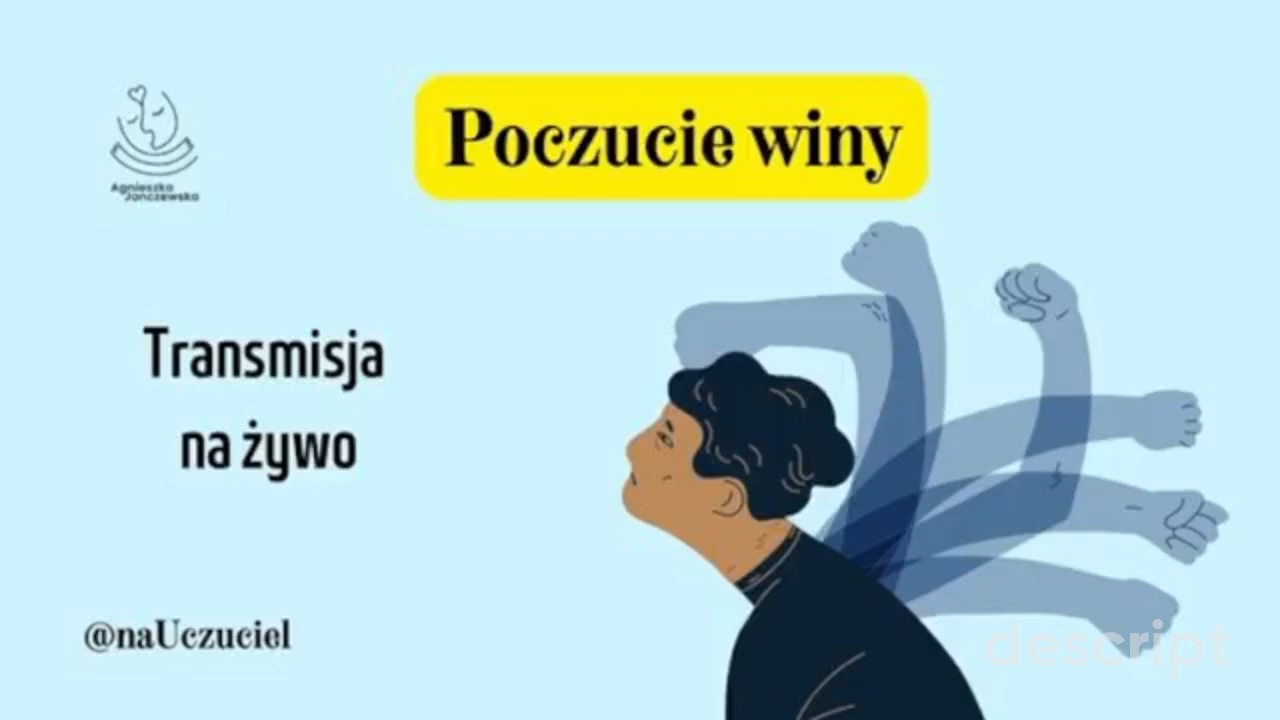 Poczucie winy
Agnieszka
Janczewska
Transmisja
na żywo
@naUczuciel
descript